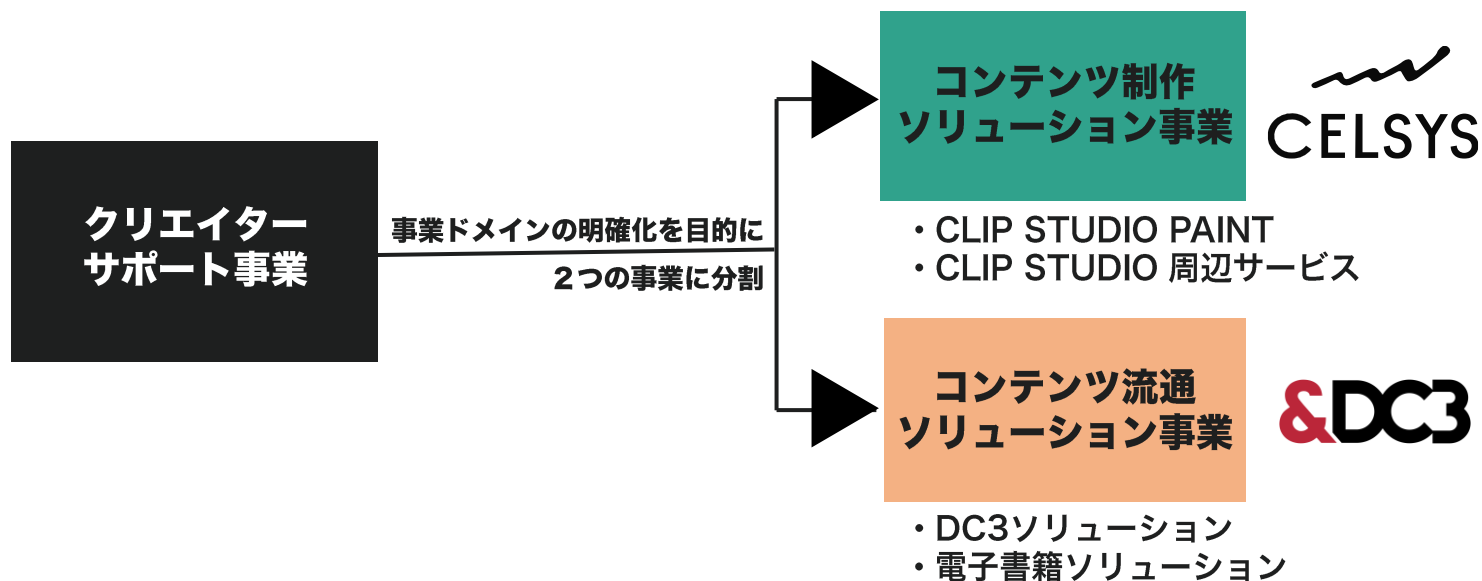 クリエイター
サポート事業
事業ドメインの明確化を目的に
２つの事業に分割
コンテンツ制作
ソリューション事業
CELSYS
・CLIP STUDIO PAINT
・CLIP STUDIO 周辺サービス
コンテンツ流通
ソリューション事業
&DC3
・DC3ソリューション
・電子書籍ソリューション